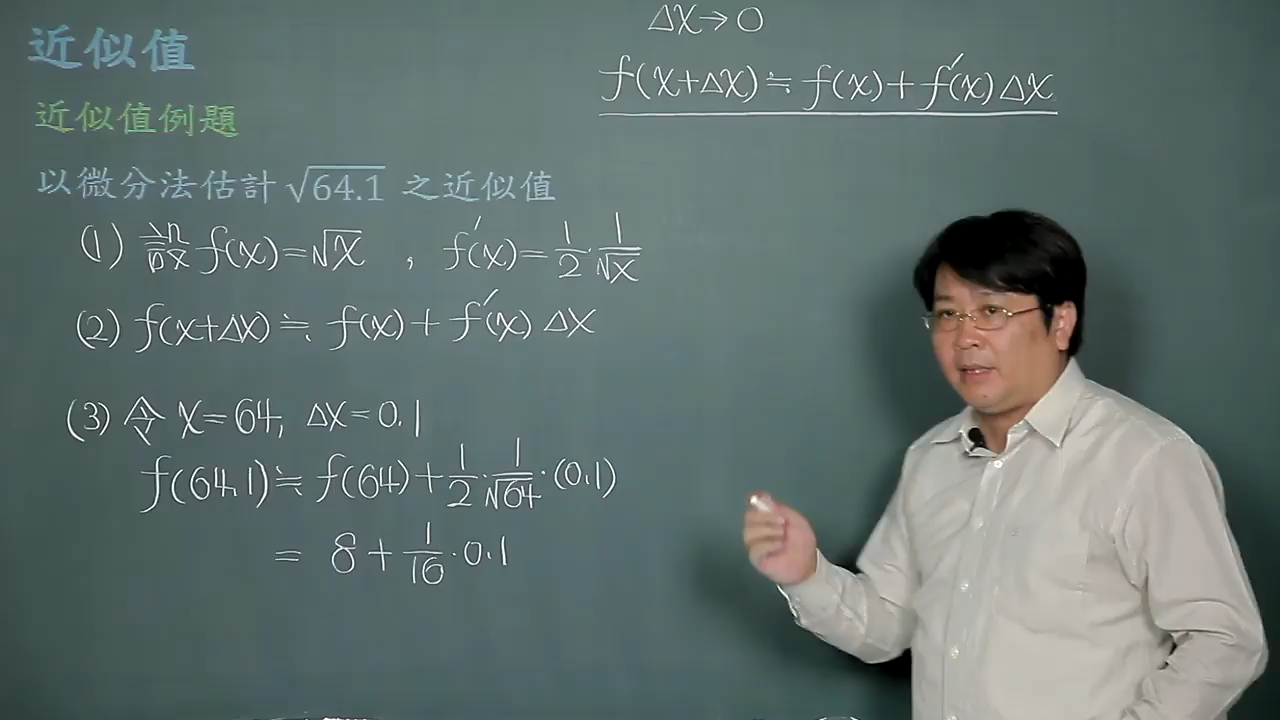 近似值
近似值例題
以微分法估計 √64.1 之近似值
(1) 設 f(x)=√x , f′(x)=1/2·1/√x
(2) f(x+Δx)≒f(x)+f′(x)Δx
(3) 令 x=64, Δx=0.1
f(64.1)≒f(64)+1/2·1/√64·(0.1)
= 8+1/16·0.1
Δx→0
f(x+Δx)≒f(x)+f′(x)Δx